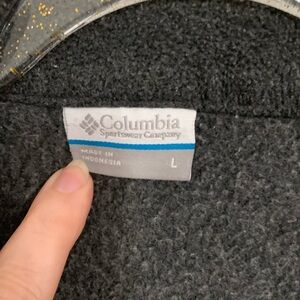 Columbia
Sportswear Company
MADE IN
INDONESIA
L